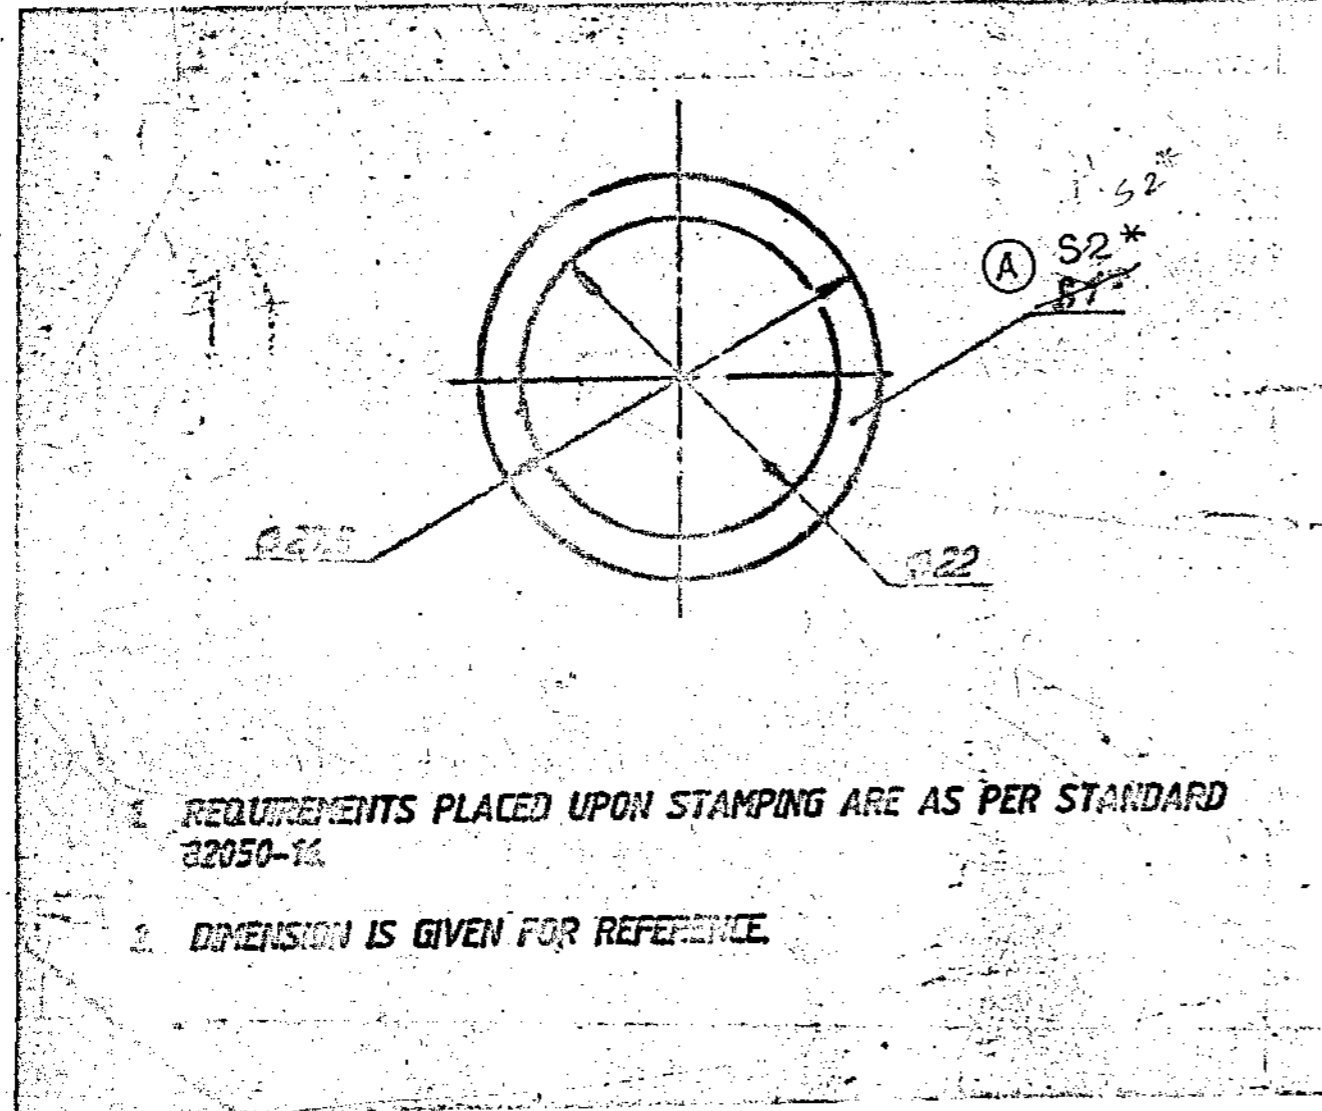 S2*
A S2*
ø22
1. REQUIREMENTS PLACED UPON STAMPING ARE AS PER STANDARD
2. DIMENSION IS GIVEN FOR REFERENCE.